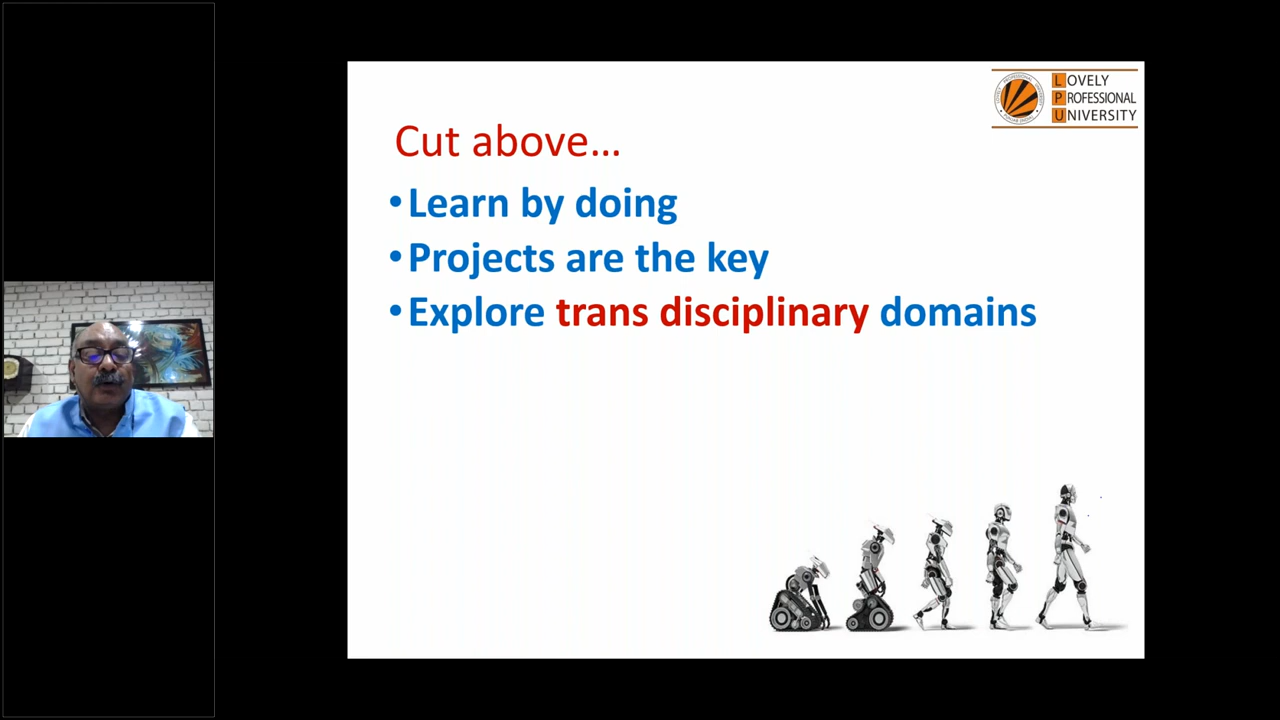 LOVELY
PROFESSIONAL
UNIVERSITY
Cut above…
•Learn by doing
•Projects are the key
•Explore trans disciplinary domains